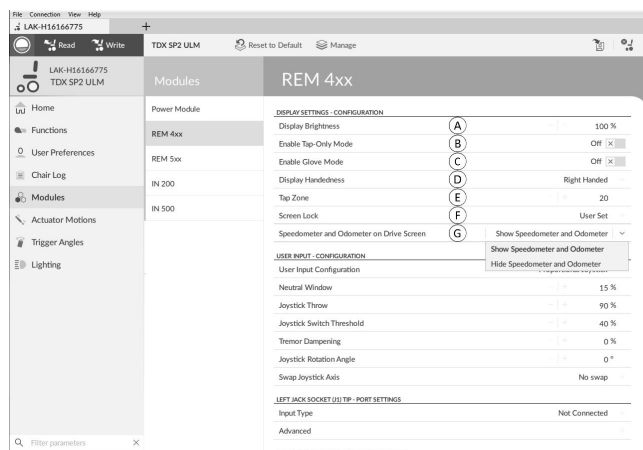 File Connection View Help
LAK-H16166775 +
Read Write TDX SP2 ULM Reset to Default Manage
LAK-H16166775
TDX SP2 ULM
Modules
REM 4xx
Home
Functions
User Preferences
Chair Log
Modules
Actuator Motions
Trigger Angles
Lighting
Filter parameters ×
Power Module
REM 4xx
REM 5xx
IN 200
IN 500
DISPLAY SETTINGS - CONFIGURATION
Display Brightness A − + 100 %
Enable Tap-Only Mode B Off ×
Enable Glove Mode C Off ×
Display Handedness D Right Handed
Tap Zone E − + 20
Screen Lock F User Set
Speedometer and Odometer on Drive Screen G Show Speedometer and Odometer
Show Speedometer and Odometer
Hide Speedometer and Odometer
USER INPUT - CONFIGURATION
User Input Configuration
Neutral Window − + 15 %
Joystick Throw − + 90 %
Joystick Switch Threshold − + 40 %
Tremor Dampening − + 0 %
Joystick Rotation Angle − + 0 °
Swap Joystick Axis No swap
LEFT JACK SOCKET (J1) TIP - PORT SETTINGS
Input Type Not Connected
Advanced